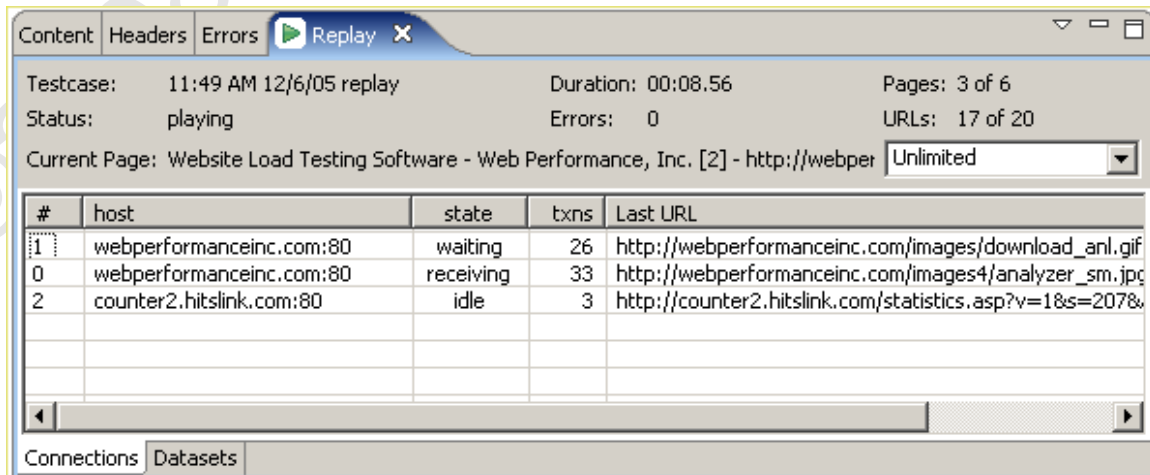 Content Headers Errors Replay
Testcase: 11:49 AM 12/6/05 replay Duration: 00:08.56 Pages: 3 of 6
Status: playing Errors: 0 URLs: 17 of 20
Current Page: Website Load Testing Software - Web Performance, Inc. [2] - http://webper Unlimited
# host state txns Last URL
1 webperformanceinc.com:80 waiting 26 http://webperformanceinc.com/images/download_anl.gif
0 webperformanceinc.com:80 receiving 33 http://webperformanceinc.com/images4/analyzer_sm.jpg
2 counter2.hitslink.com:80 idle 3 http://counter2.hitslink.com/statistics.asp?v=1&s=207&
Connections Datasets